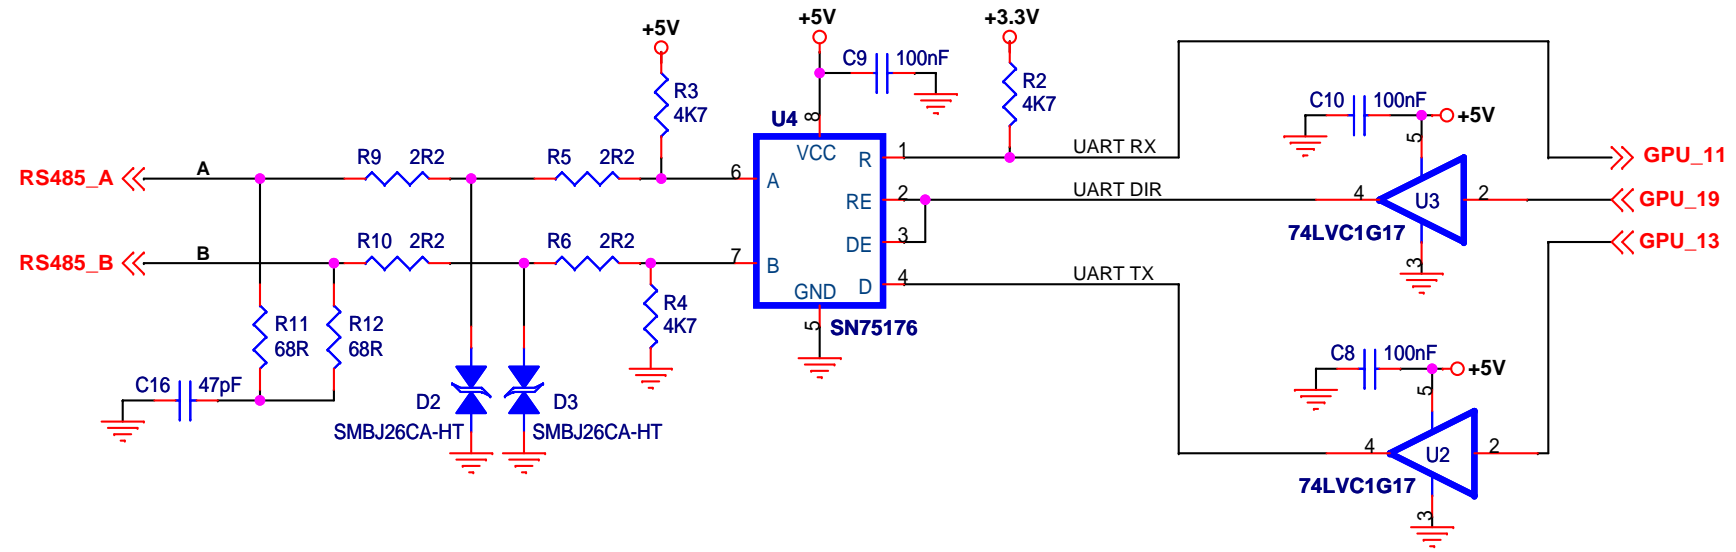 +5V
+5V
+3.3V
C9 100nF
R3
4K7
R2
4K7
C10 100nF
+5V
U4
8
VCC
5
R9 2R2
R5 2R2
R 1
UART RX
GPU_11
RS485_A
A
6 A
RE 2
UART DIR
4
U3
2
GPU_19
74LVC1G17
DE 3
GPU_13
R10 2R2
R6 2R2
RS485_B
B
7 B
3
D 4
UART TX
GND
R4
4K7
5
SN75176
R11
68R
R12
68R
C8 100nF
+5V
5
C16 47pF
D2
D3
SMBJ26CA-HT
SMBJ26CA-HT
4
U2
2
74LVC1G17
3